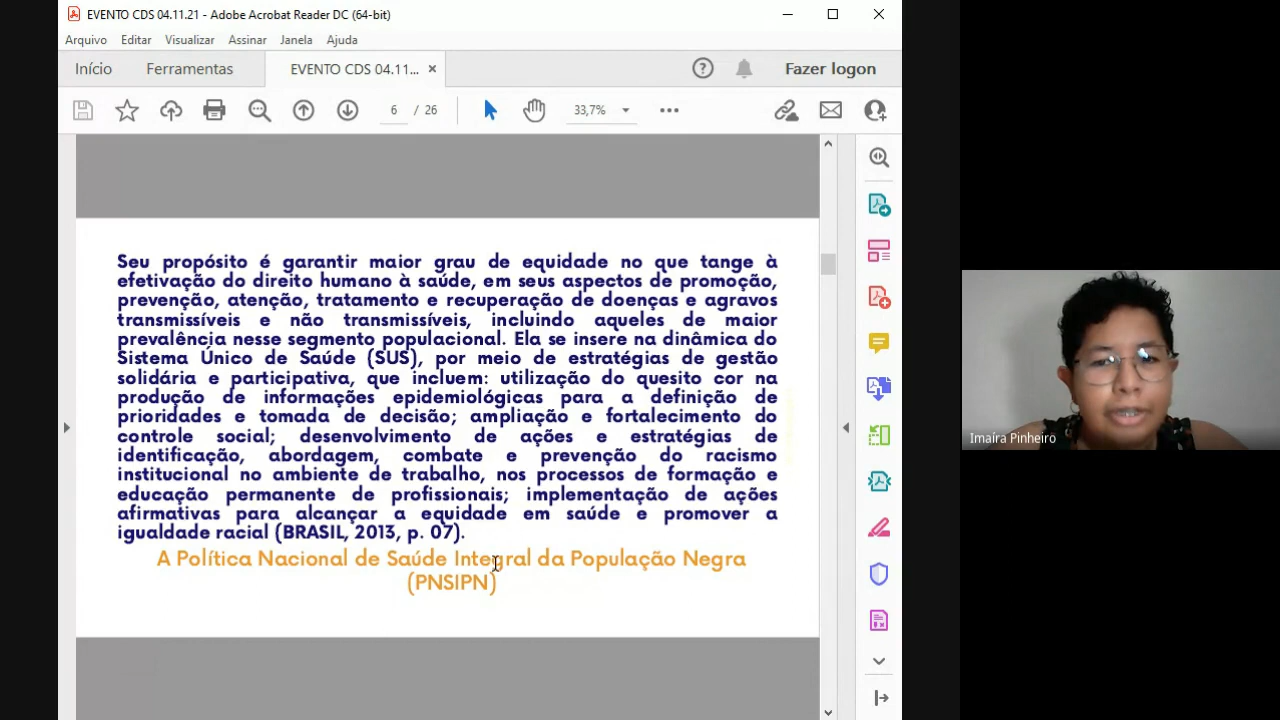 EVENTO CDS 04.11.21 - Adobe Acrobat Reader DC (64-bit)
Arquivo Editar Visualizar Assinar Janela Ajuda
Início Ferramentas EVENTO CDS 04.11... Fazer logon
6 / 26 33,7%
Seu propósito é garantir maior grau de equidade no que tange à
efetivação do direito humano à saúde, em seus aspectos de promoção,
prevenção, atenção, tratamento e recuperação de doenças e agravos
transmissíveis e não transmissíveis, incluindo aqueles de maior
prevalência nesse segmento populacional. Ela se insere na dinâmica do
Sistema Único de Saúde (SUS), por meio de estratégias de gestão
solidária e participativa, que incluem: utilização do quesito cor na
produção de informações epidemiológicas para a definição de
prioridades e tomada de decisão; ampliação e fortalecimento do
controle social; desenvolvimento de ações e estratégias de
identificação, abordagem, combate e prevenção do racismo
institucional no ambiente de trabalho, nos processos de formação e
educação permanente de profissionais; implementação de ações
afirmativas para alcançar a equidade em saúde e promover a
igualdade racial (BRASIL, 2013, p. 07).
A Política Nacional de Saúde Integral da População Negra
(PNSIPN)
Imaíra Pinheiro